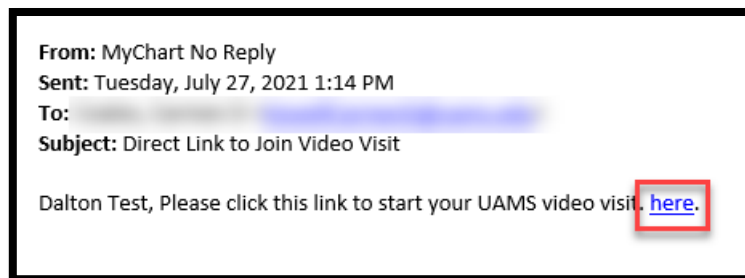 From: MyChart No Reply
Sent: Tuesday, July 27, 2021 1:14 PM
To:
Subject: Direct Link to Join Video Visit
Dalton Test, Please click this link to start your UAMS video visit. here.